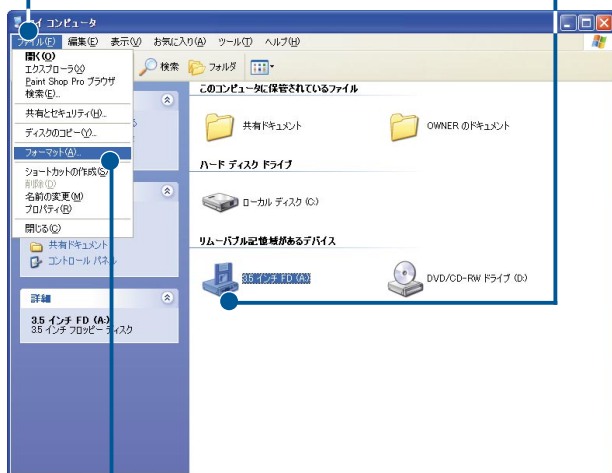 マイ コンピュータ
ファイル(F) 編集(E) 表示(V) お気に入り(A) ツール(T) ヘルプ(H)
開く(O)
エクスプローラ(X)
Paint Shop Pro ブラウザ
検索(E)...
共有とセキュリティ(H)...
ディスクのコピー(Y)...
フォーマット(A)...
ショートカットの作成(S)
削除(D)
名前の変更(M)
プロパティ(R)
閉じる(C)
検索 フォルダ
共有ドキュメント
コントロール パネル
詳細
3.5 インチ FD (A:)
3.5 インチ フロッピー ディスク
このコンピュータに保管されているファイル
共有ドキュメント OWNER のドキュメント
ハード ディスク ドライブ
ローカル ディスク (C:)
リムーバブル記憶域があるデバイス
3.5 インチ FD (A:) DVD/CD-RW ドライブ (D:)